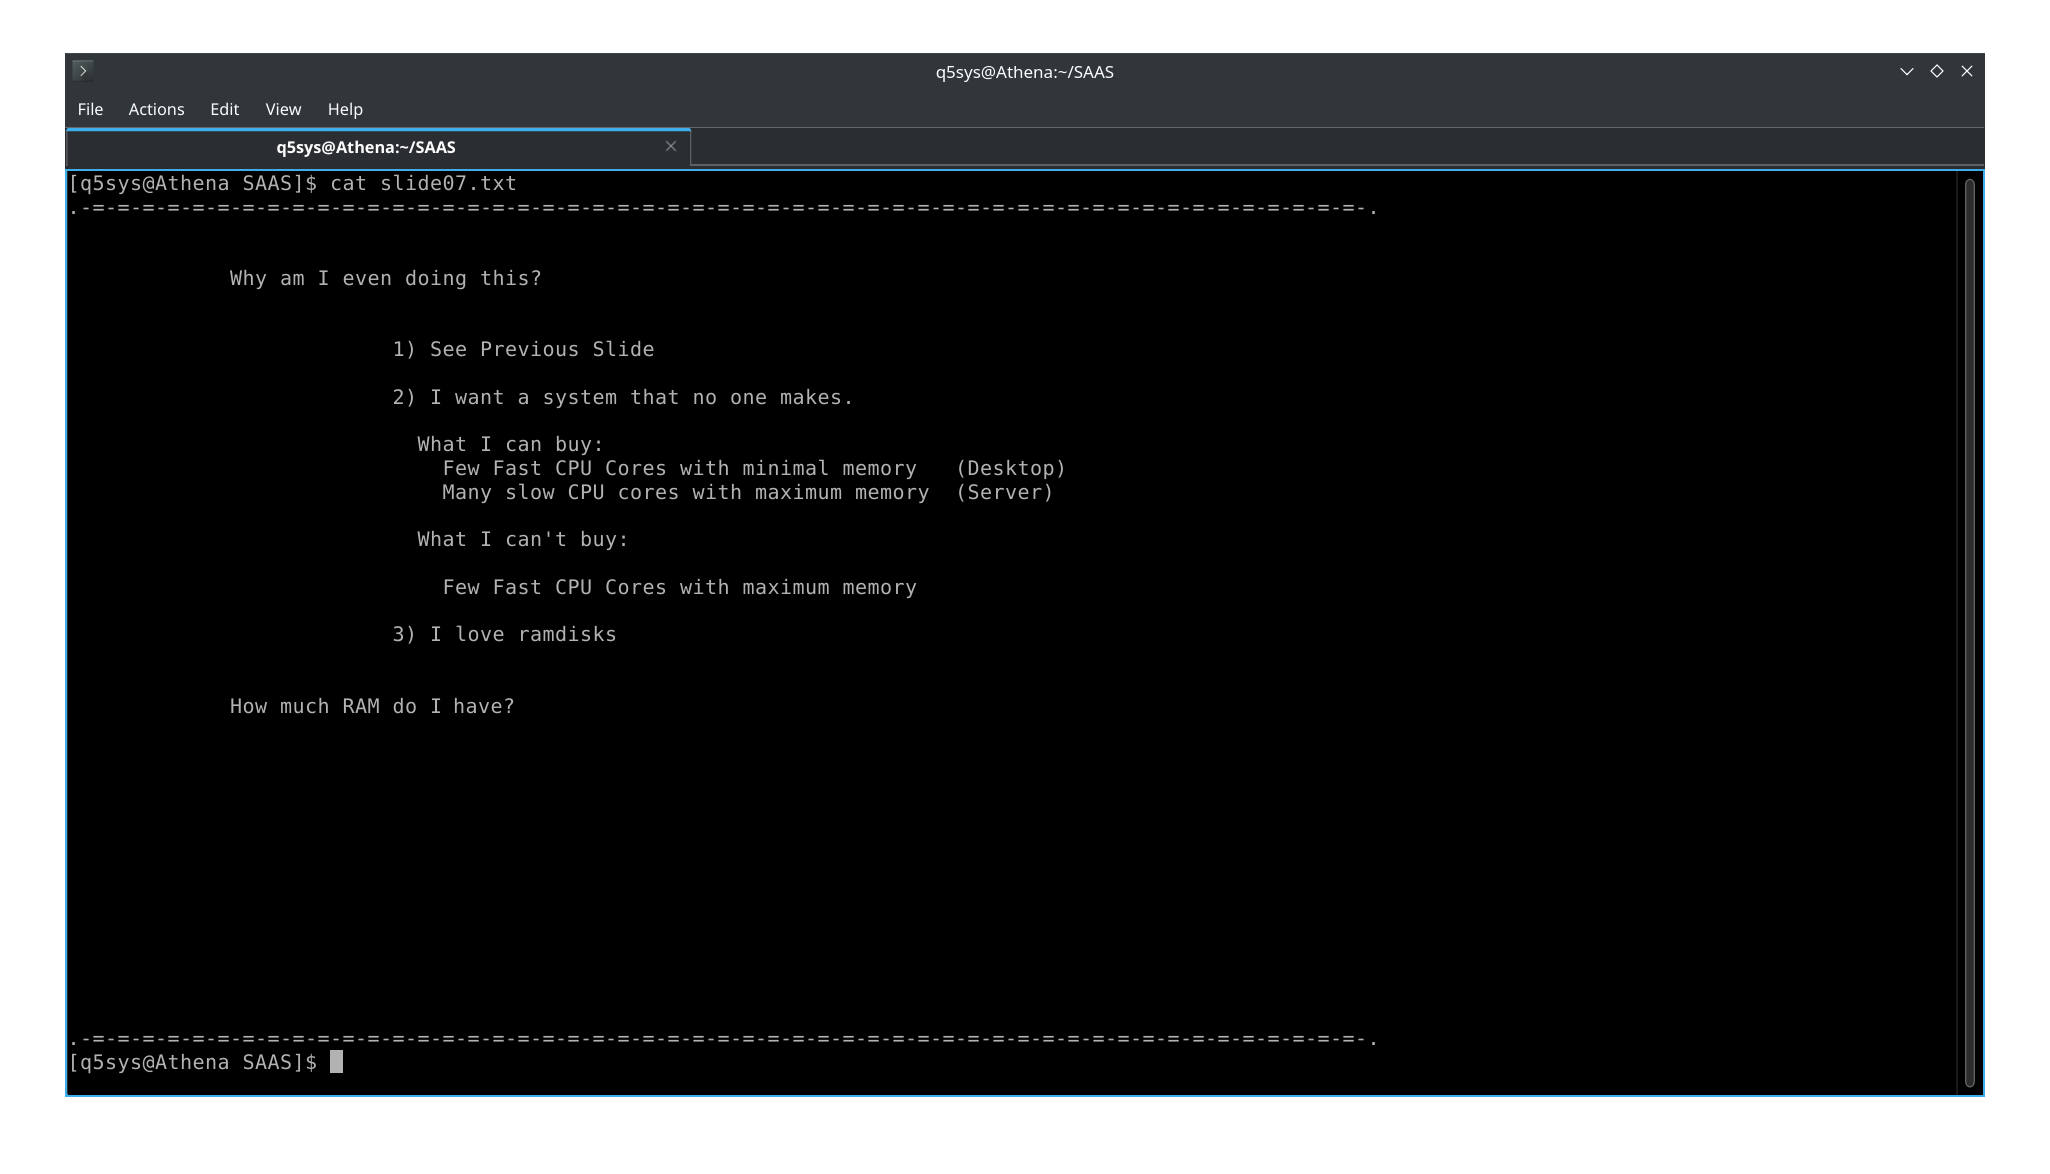 q5sys@Athena:~/SAAS
File Actions Edit View Help
q5sys@Athena:~/SAAS
[q5sys@Athena SAAS]$ cat slide07.txt
.-=-=-=-=-=-=-=-=-=-=-=-=-=-=-=-=-=-=-=-=-=-=-=-=-=-=-=-=-=-=-=-=-=-=-=-=-=-=-=-=-=-=-=-=-=-=-=-=-=-=-=-.
Why am I even doing this?
1) See Previous Slide
2) I want a system that no one makes.
What I can buy:
Few Fast CPU Cores with minimal memory   (Desktop)
Many slow CPU cores with maximum memory  (Server)
What I can't buy:
Few Fast CPU Cores with maximum memory
3) I love ramdisks
How much RAM do I have?
.-=-=-=-=-=-=-=-=-=-=-=-=-=-=-=-=-=-=-=-=-=-=-=-=-=-=-=-=-=-=-=-=-=-=-=-=-=-=-=-=-=-=-=-=-=-=-=-=-=-=-=-.
[q5sys@Athena SAAS]$